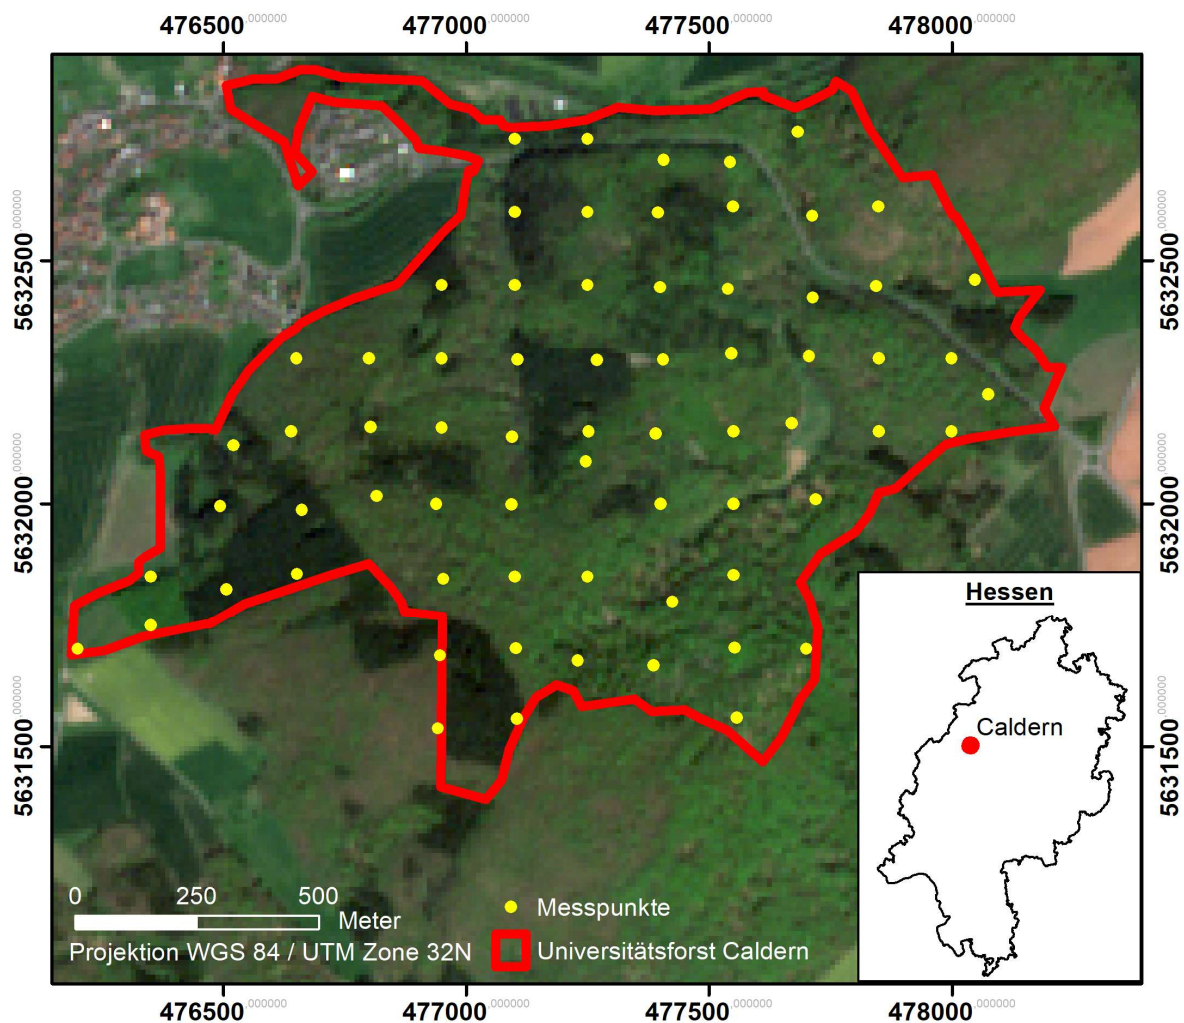 476500,000000 477000,000000 477500,000000 478000,000000
5632500,000000 5632500,000000
5632000,000000 5632000,000000
5631500,000000 5631500,000000
Hessen
Caldern
0 250 500
Meter
Projektion WGS 84 / UTM Zone 32N
Messpunkte
Universitätsforst Caldern
476500,000000 477000,000000 477500,000000 478000,000000